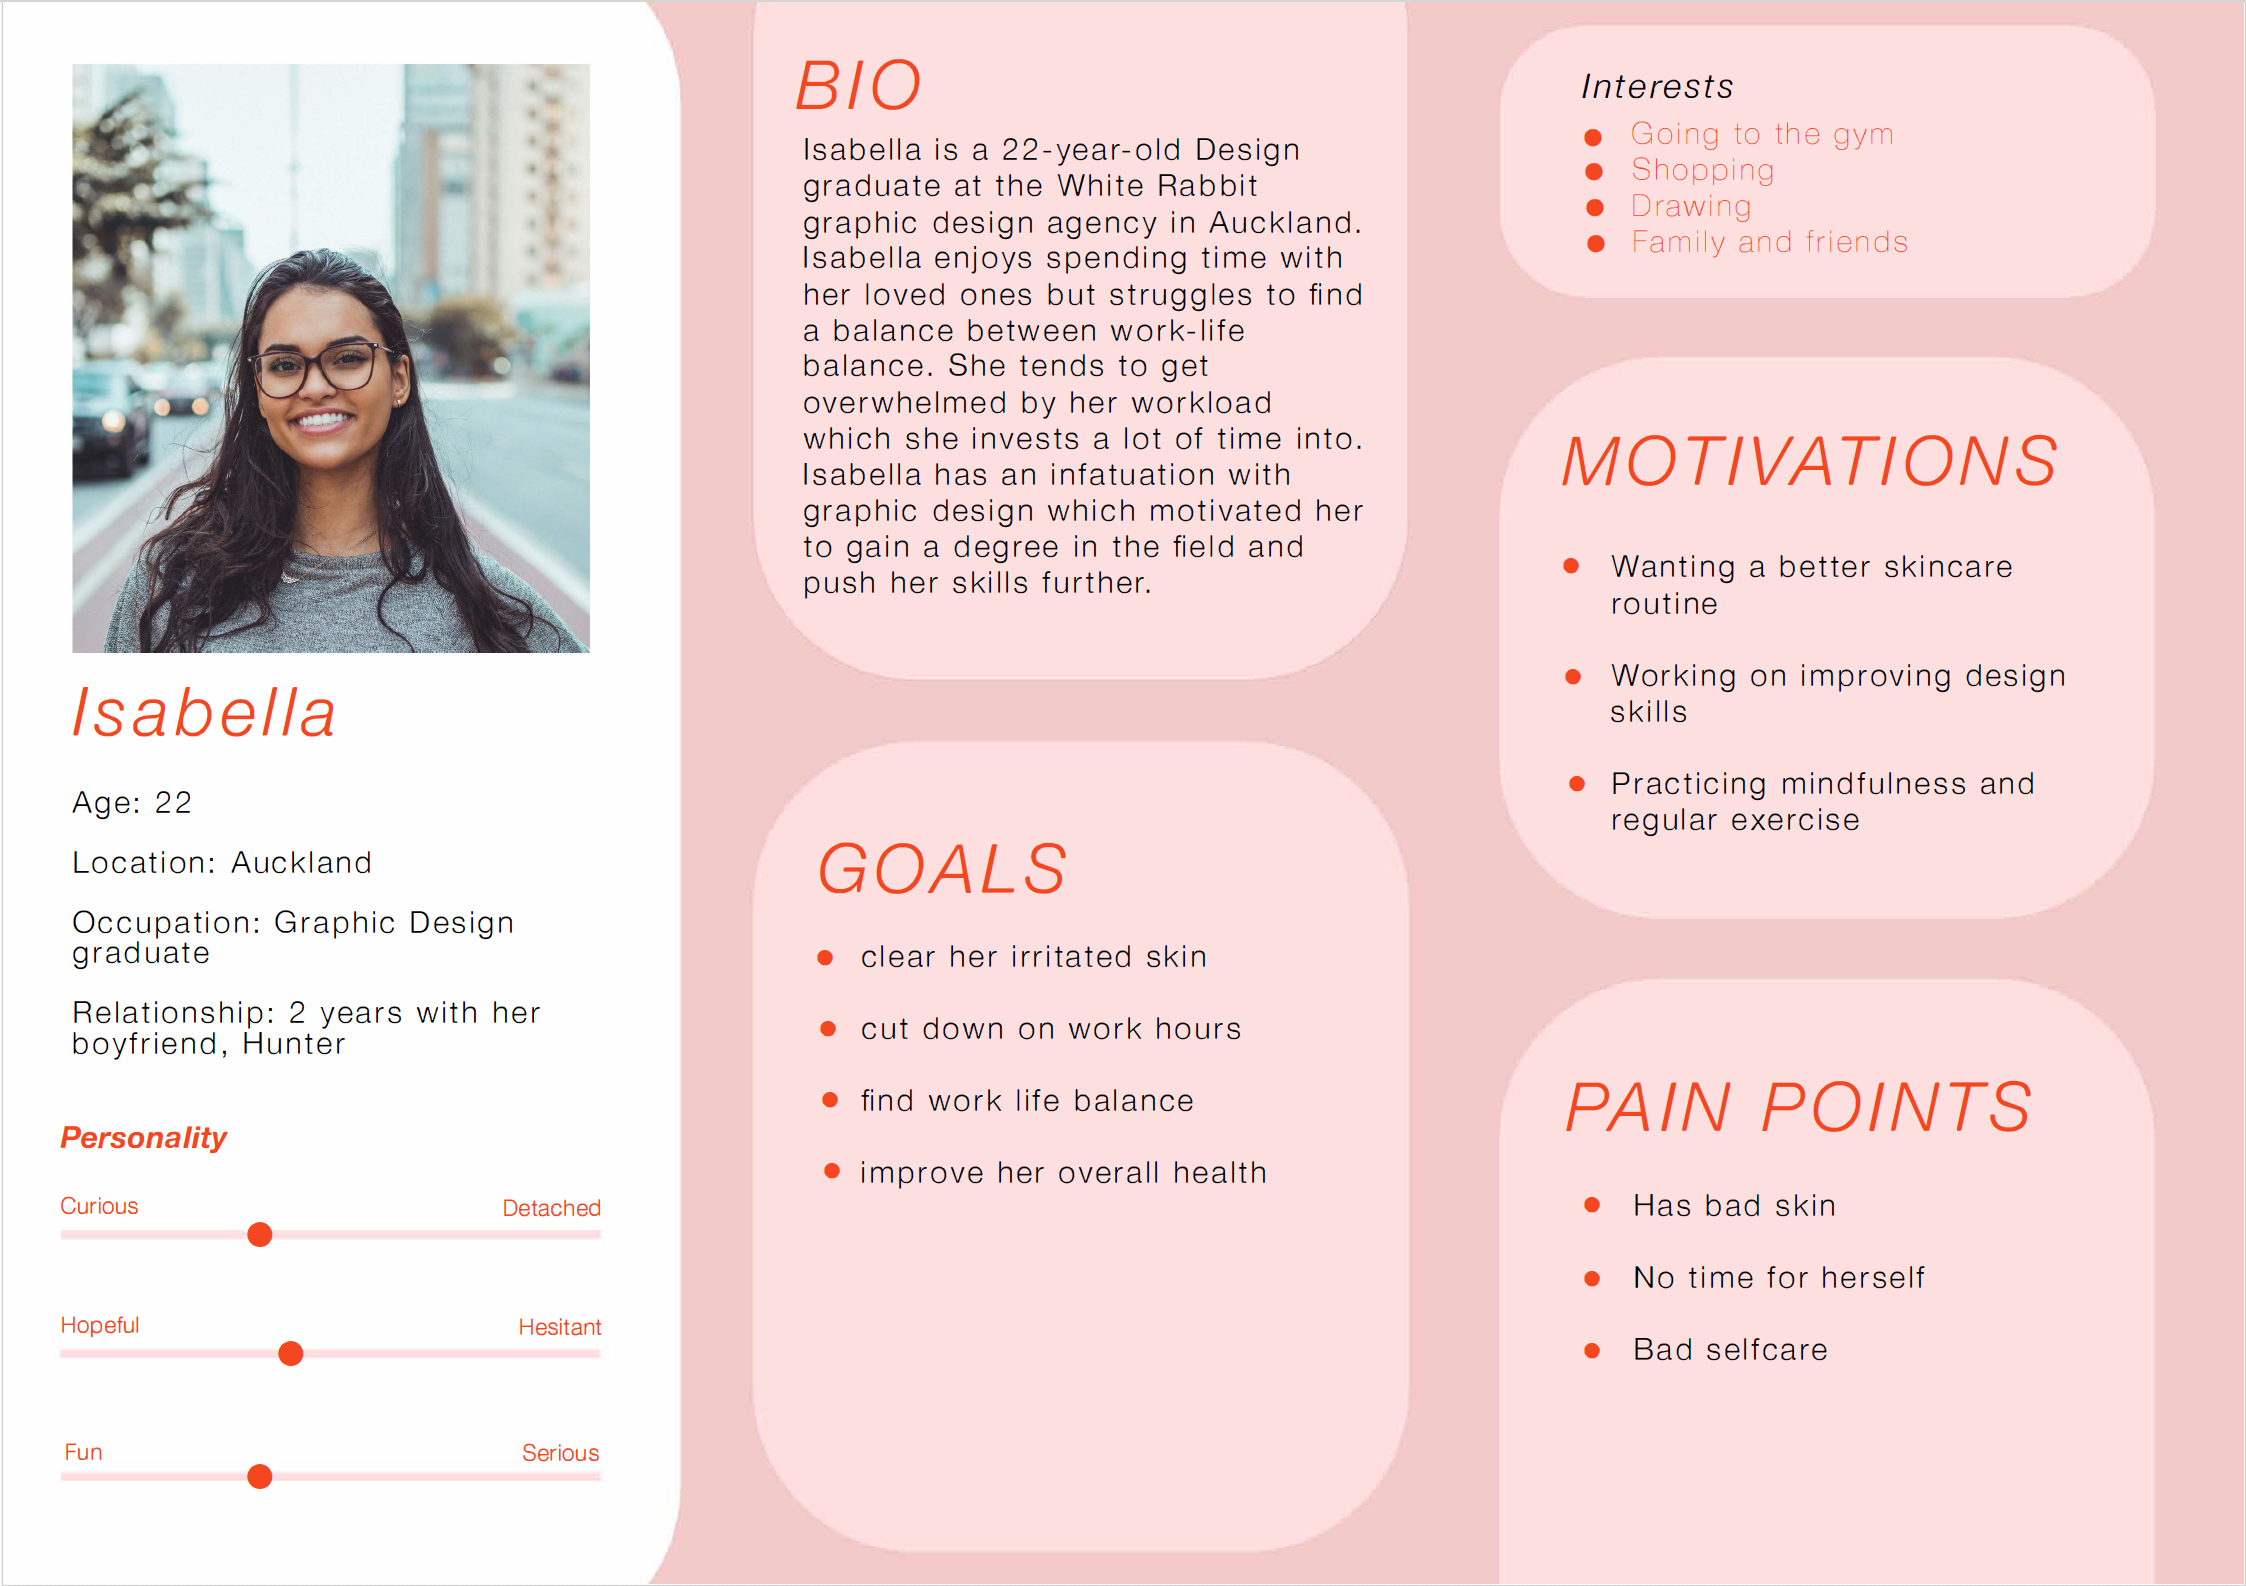 Isabella
Age: 22
Location: Auckland
Occupation: Graphic Design
graduate
Relationship: 2 years with her
boyfriend, Hunter
Personality
Curious Detached
Hopeful Hesitant
Fun Serious
BIO
Isabella is a 22-year-old Design
graduate at the White Rabbit
graphic design agency in Auckland.
Isabella enjoys spending time with
her loved ones but struggles to find
a balance between work-life
balance. She tends to get
overwhelmed by her workload
which she invests a lot of time into.
Isabella has an infatuation with
graphic design which motivated her
to gain a degree in the field and
push her skills further.
GOALS
● clear her irritated skin
● cut down on work hours
● find work life balance
● improve her overall health
Interests
● Going to the gym
● Shopping
● Drawing
● Family and friends
MOTIVATIONS
● Wanting a better skincare
routine
● Working on improving design
skills
● Practicing mindfulness and
regular exercise
PAIN POINTS
● Has bad skin
● No time for herself
● Bad selfcare